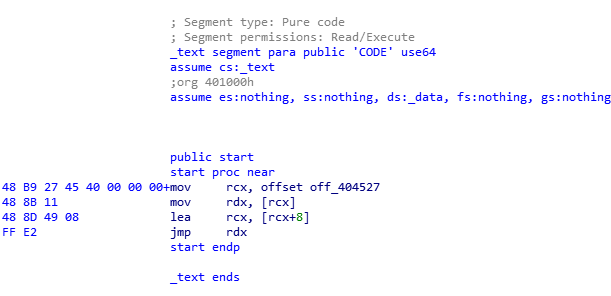 ; Segment type: Pure code
; Segment permissions: Read/Execute
_text segment para public 'CODE' use64
assume cs:_text
;org 401000h
assume es:nothing, ss:nothing, ds:_data, fs:nothing, gs:nothing
public start
start proc near
48 B9 27 45 40 00 00 00+mov rcx, offset off_404527
48 8B 11 mov rdx, [rcx]
48 8D 49 08 lea rcx, [rcx+8]
FF E2 jmp rdx
start endp
_text ends